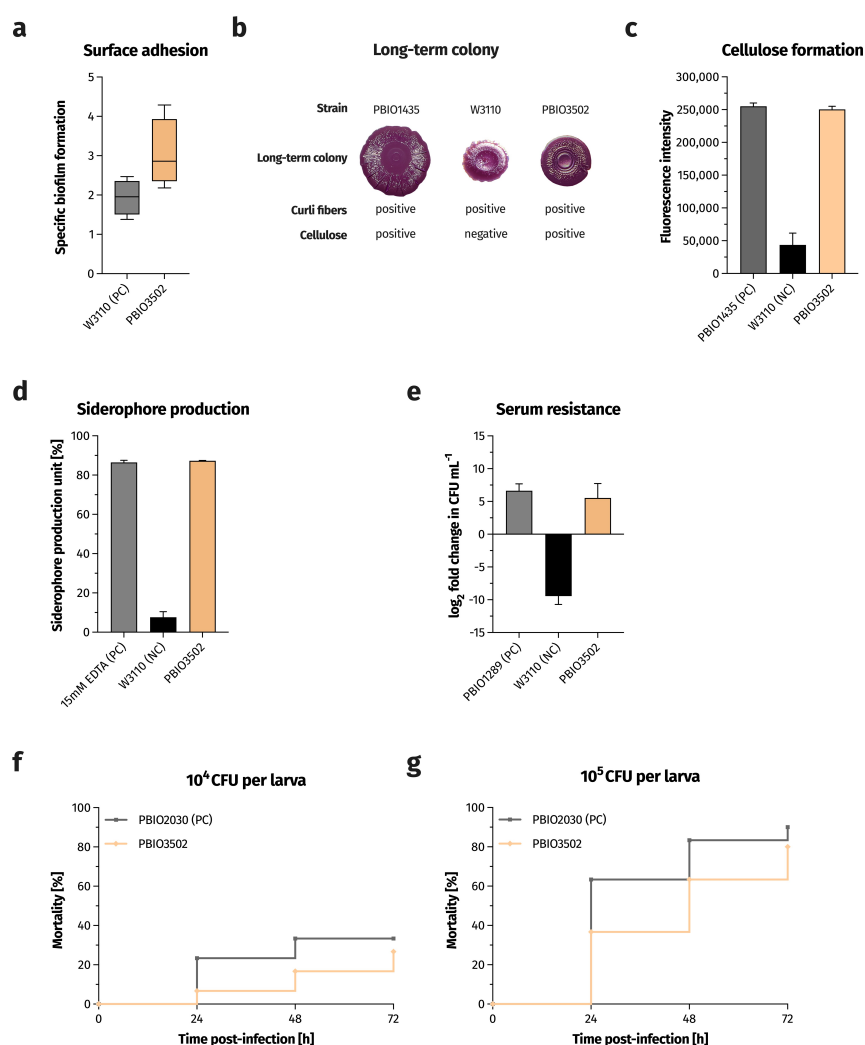 a
Surface adhesion
Specific biofilm formation
5
4
3
2
1
0
W3110 (PC)
PBIO3502
b
Long-term colony
Strain PBIO1435 W3110 PBIO3502
Long-term colony
Curli fibers positive positive positive
Cellulose positive negative positive
c
Cellulose formation
Fluorescence intensity
300,000
250,000
200,000
150,000
100,000
50,000
0
PBIO1435 (PC)
W3110 (NC)
PBIO3502
d
Siderophore production
Siderophore production unit [%]
100
80
60
40
20
0
15mM EDTA (PC)
W3110 (NC)
PBIO3502
e
Serum resistance
log₂ fold change in CFU mL⁻¹
15
10
5
0
-5
-10
-15
PBIO1289 (PC)
W3110 (NC)
PBIO3502
f
10⁴ CFU per larva
Mortality [%]
100
80
60
40
20
0
PBIO2030 (PC)
PBIO3502
0 24 48 72
Time post-infection [h]
g
10⁵ CFU per larva
Mortality [%]
100
80
60
40
20
0
PBIO2030 (PC)
PBIO3502
0 24 48 72
Time post-infection [h]